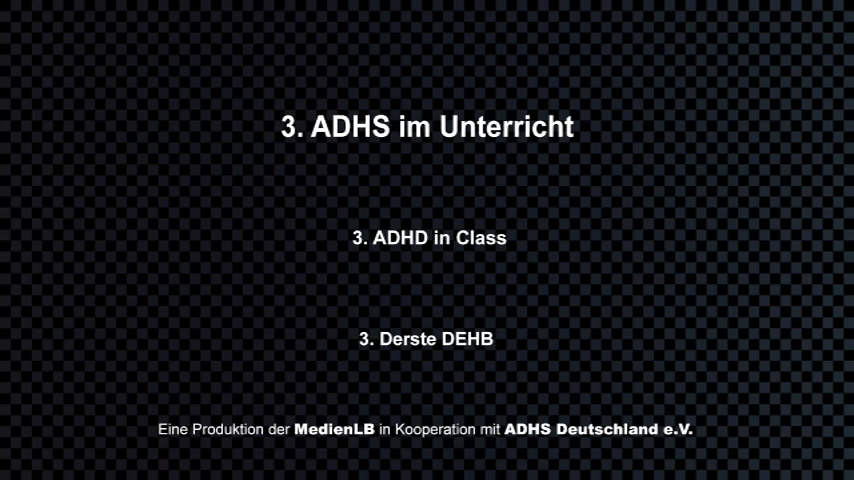 3. ADHS im Unterricht
3. ADHD in Class
3. Derste DEHB
Eine Produktion der MedienLB in Kooperation mit ADHS Deutschland e.V.